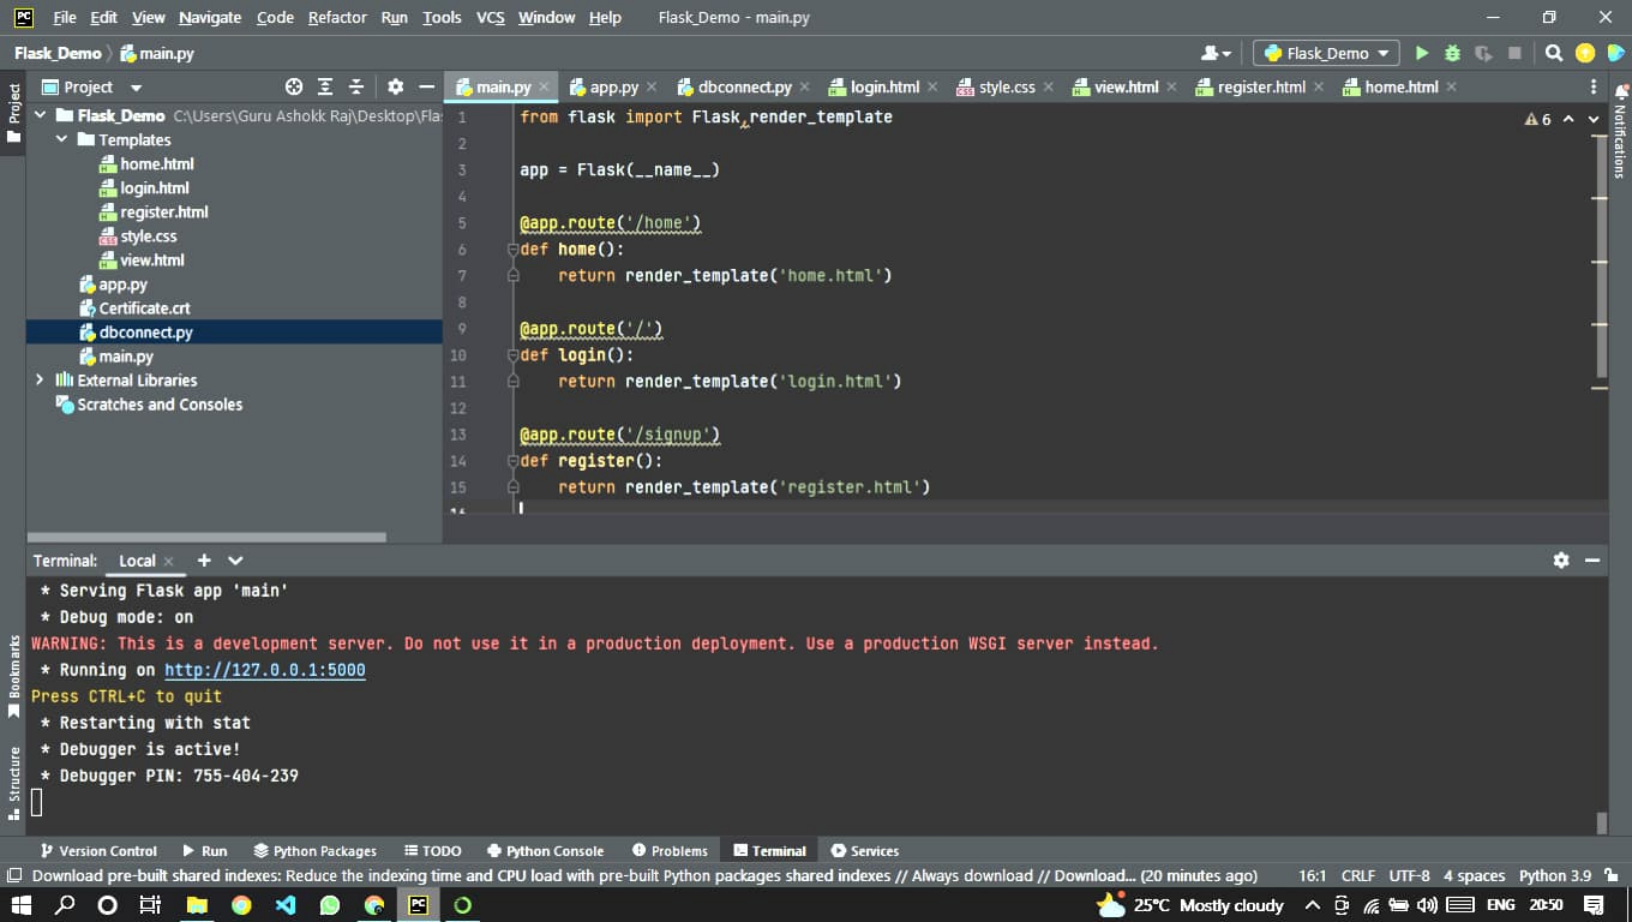 PC File Edit View Navigate Code Refactor Run Tools VCS Window Help Flask_Demo - main.py
Flask_Demo main.py Flask_Demo
Project
Project
main.py app.py dbconnect.py login.html style.css view.html register.html home.html
Notifications
Flask_Demo C:\Users\Guru Ashokk Raj\Desktop\Fla
Templates
home.html
login.html
register.html
style.css
view.html
app.py
Certificate.crt
dbconnect.py
main.py
External Libraries
Scratches and Consoles
6
1 from flask import Flask,render_template
2
3 app = Flask(__name__)
4
5 @app.route('/home')
6 def home():
7 return render_template('home.html')
8
9 @app.route('/')
10 def login():
11 return render_template('login.html')
12
13 @app.route('/signup')
14 def register():
15 return render_template('register.html')
16
Terminal: Local
* Serving Flask app 'main'
* Debug mode: on
WARNING: This is a development server. Do not use it in a production deployment. Use a production WSGI server instead.
* Running on http://127.0.0.1:5000
Press CTRL+C to quit
* Restarting with stat
* Debugger is active!
* Debugger PIN: 755-404-239
Bookmarks
Structure
Version Control Run Python Packages TODO Python Console Problems Terminal Services
Download pre-built shared indexes: Reduce the indexing time and CPU load with pre-built Python packages shared indexes // Always download // Download... (20 minutes ago) 16:1 CRLF UTF-8 4 spaces Python 3.9
PC 25°C Mostly cloudy ENG 20:50